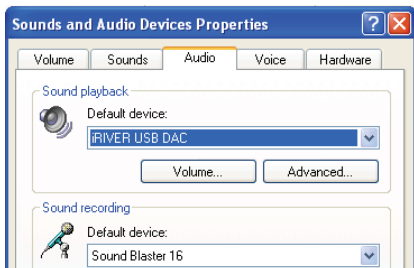 Sounds and Audio Devices Properties
Volume Sounds Audio Voice Hardware
Sound playback
Default device:
iRIVER USB DAC
Volume... Advanced...
Sound recording
Default device:
Sound Blaster 16